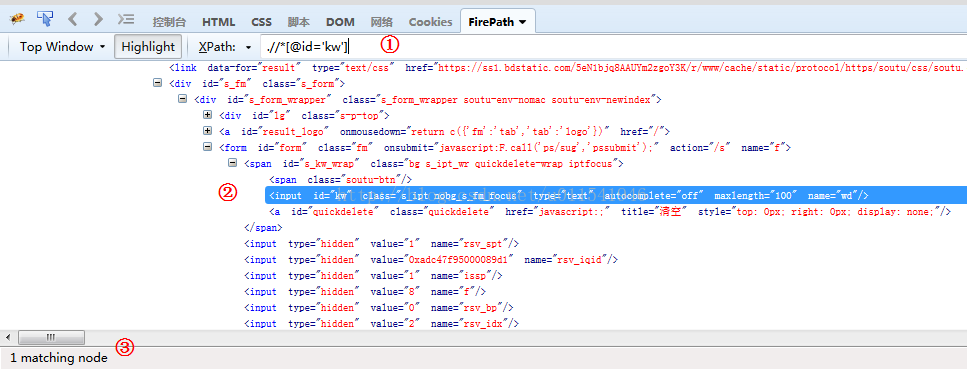 控制台 HTML CSS 脚本 DOM 网络 Cookies FirePath
Top Window Highlight XPath: .//*[@id='kw'] ①
<link data-for="result" type="text/css" href="https://ss1.bdstatic.com/5eN1bjq8AAUYm2zgoY3K/r/www/cache/static/protocol/https/soutu/css/soutu.
<div id="s_fm" class="s_form">
<div id="s_form_wrapper" class="s_form_wrapper soutu-env-nomac soutu-env-newindex">
<div id="lg" class="s-p-top">
<a id="result_logo" onmousedown="return c({'fm':'tab','tab':'logo'})" href="/">
<form id="form" class="fm" onsubmit="javascript:F.call('ps/sug','pssubmit');" action="/s" name="f">
<span id="s_kw_wrap" class="bg s_ipt_wr quickdelete-wrap iptfocus">
<span class="soutu-btn"/>
② <input id="kw" class="s_ipt nobg_s_fm_focus" type="text" autocomplete="off" maxlength="100" name="wd"/>
<a id="quickdelete" class="quickdelete" href="javascript:;" title="清空" style="top: 0px; right: 0px; display: none;"/>
</span>
<input type="hidden" value="1" name="rsv_spt"/>
<input type="hidden" value="0xadc47f95000089d1" name="rsv_iqid"/>
<input type="hidden" value="1" name="issp"/>
<input type="hidden" value="8" name="f"/>
<input type="hidden" value="0" name="rsv_bp"/>
<input type="hidden" value="2" name="rsv_idx"/>
③
1 matching node